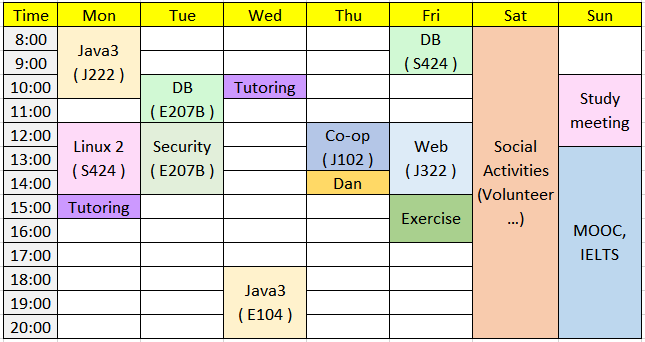 Time Mon Tue Wed Thu Fri Sat Sun
8:00
Java3
( J222 )
DB
( S424 )
9:00
10:00
DB
( E207B )
Tutoring
Study
meeting
11:00
12:00
Linux 2
( S424 )
Security
( E207B )
Co-op
( J102 )
Web
( J322 )
Social
Activities
(Volunteer
...)
13:00
14:00
Dan
15:00
Tutoring
Exercise
MOOC,
IELTS
16:00
17:00
18:00
Java3
( E104 )
19:00
20:00